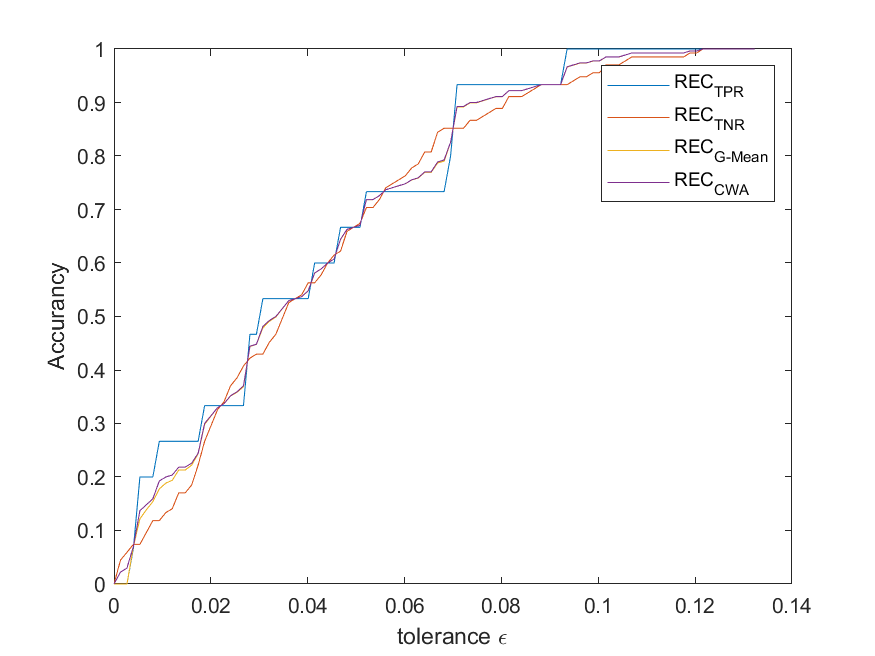 1
0.9
0.8
0.7
0.6
0.5
0.4
0.3
0.2
0.1
0
Accurancy
REC_TPR
REC_TNR
REC_G-Mean
REC_CWA
0 0.02 0.04 0.06 0.08 0.1 0.12 0.14
tolerance ϵ